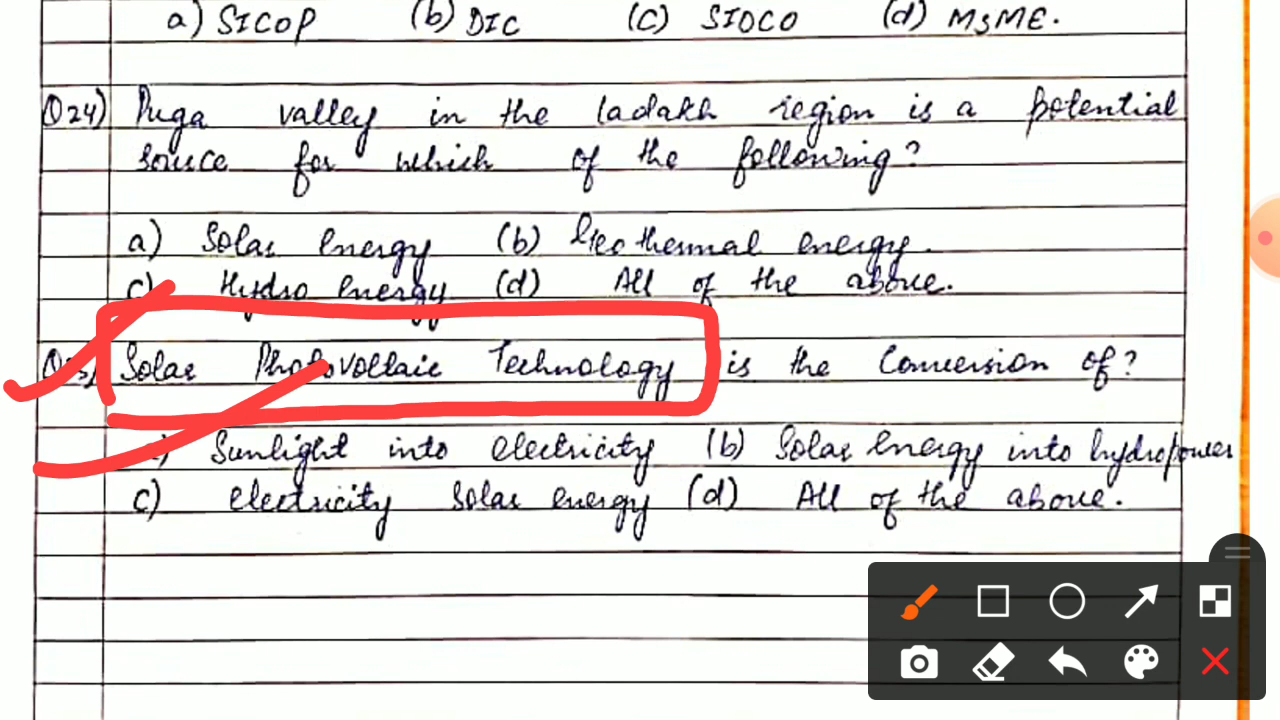 a) SICOP (b) DIC (c) SIDCO (d) MSME.
Q24) Puga valley in the ladakh region is a potential
source for which of the following?
a) Solar Energy (b) Geothermal energy.
c) Hydro Energy (d) All of the above.
Solar Photovoltaic Technology is the Conversion of?
a) Sunlight into electricity (b) Solar Energy into hydropower
c) electricity Solar energy (d) All of the above.